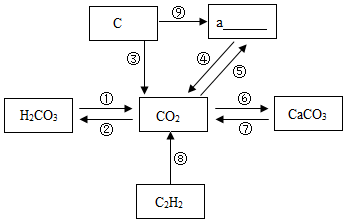 C ⑨ a______
③ ④ ⑤
H₂CO₃ ① ② CO₂ ⑥ ⑦ CaCO₃
⑧
C₂H₂